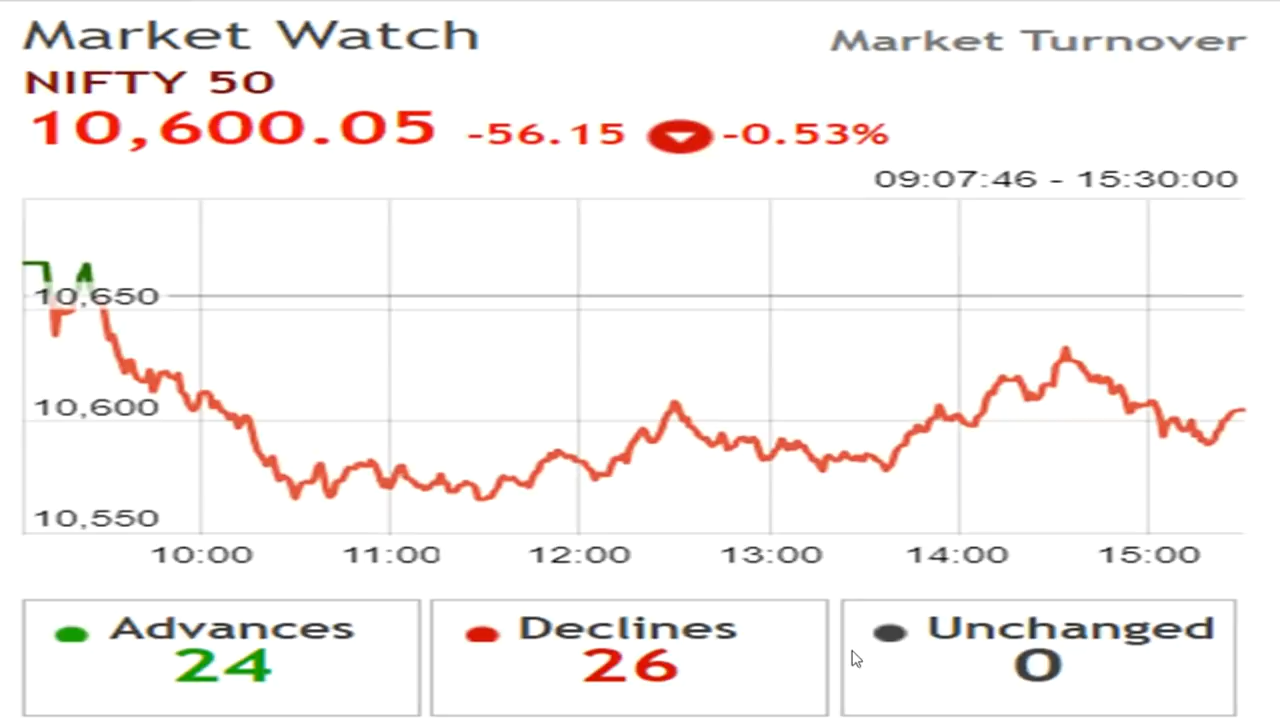 Market Watch
Market Turnover
NIFTY 50
10,600.05 -56.15 -0.53%
09:07:46 - 15:30:00
10,650
10,600
10,550
10:00 11:00 12:00 13:00 14:00 15:00
Advances
24
Declines
26
Unchanged
0